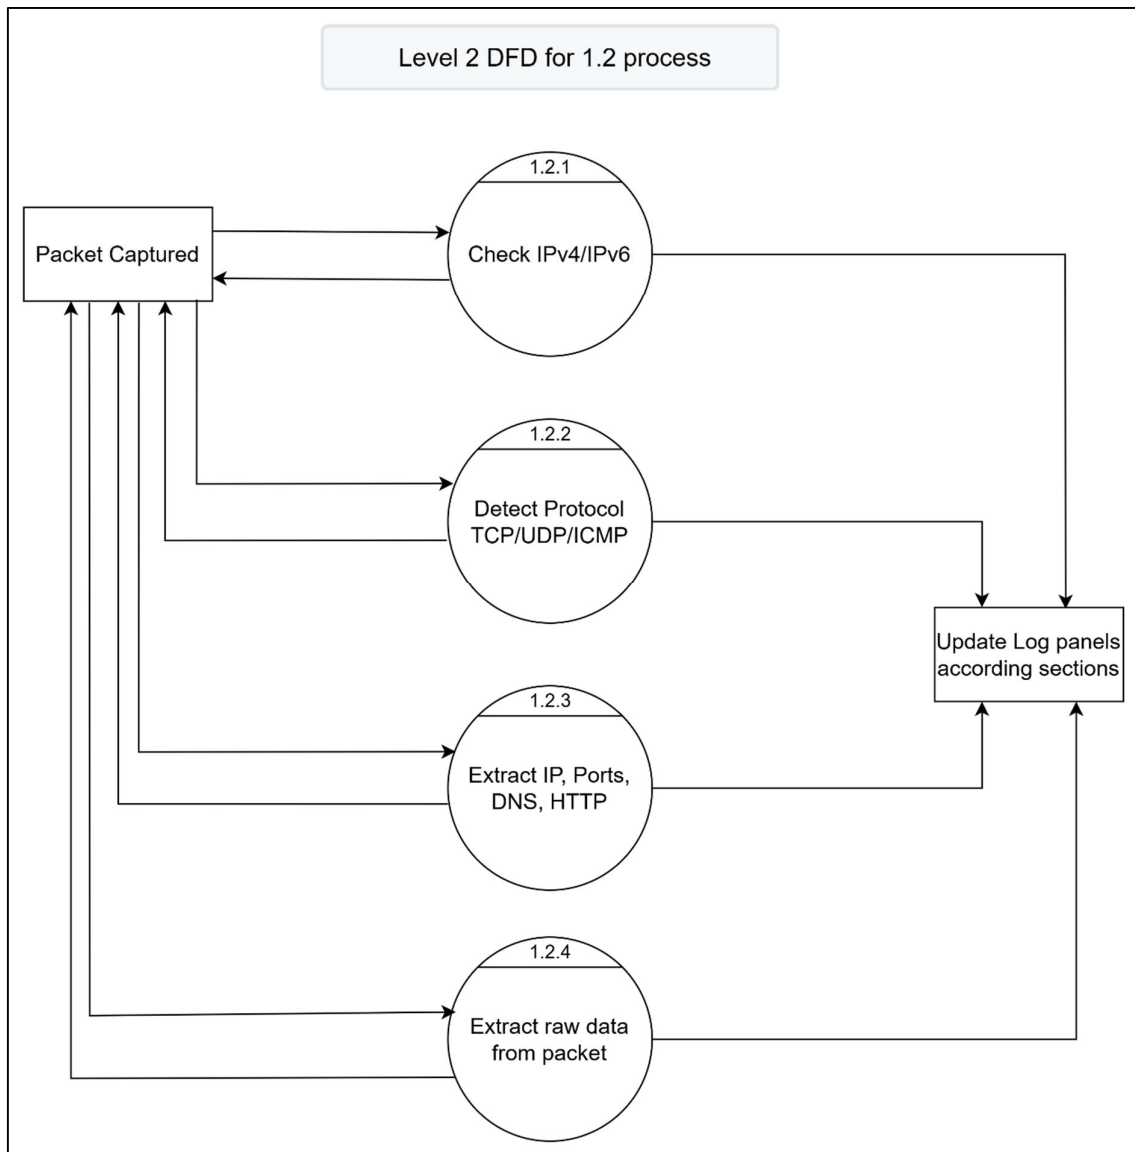 Level 2 DFD for 1.2 process
1.2.1
Packet Captured
Check IPv4/IPv6
1.2.2
Detect Protocol
TCP/UDP/ICMP
Update Log panels
according sections
1.2.3
Extract IP, Ports,
DNS, HTTP
1.2.4
Extract raw data
from packet